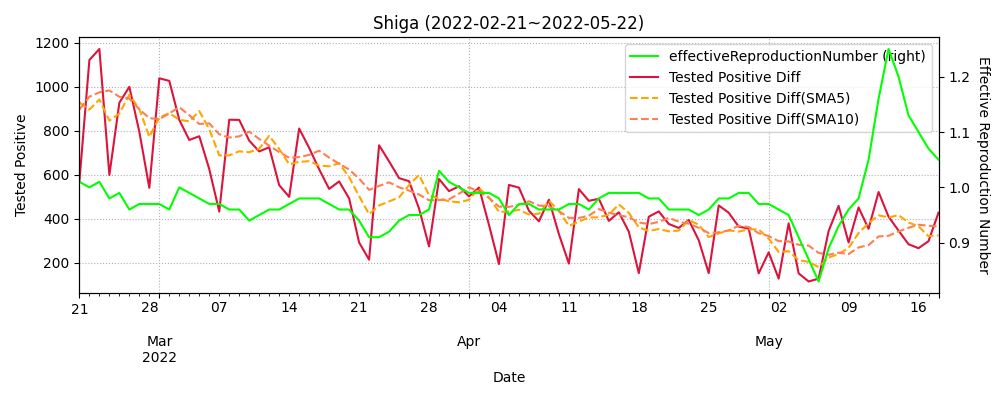 Shiga (2022-02-21~2022-05-22)
effectiveReproductionNumber (right)
Tested Positive Diff
Tested Positive Diff(SMA5)
Tested Positive Diff(SMA10)
Tested Positive
1200
1000
800
600
400
200
Effective Reproduction Number
1.2
1.1
1.0
0.9
21 28 07 14 21 28 04 11 18 25 02 09 16
Mar Apr May
2022
Date